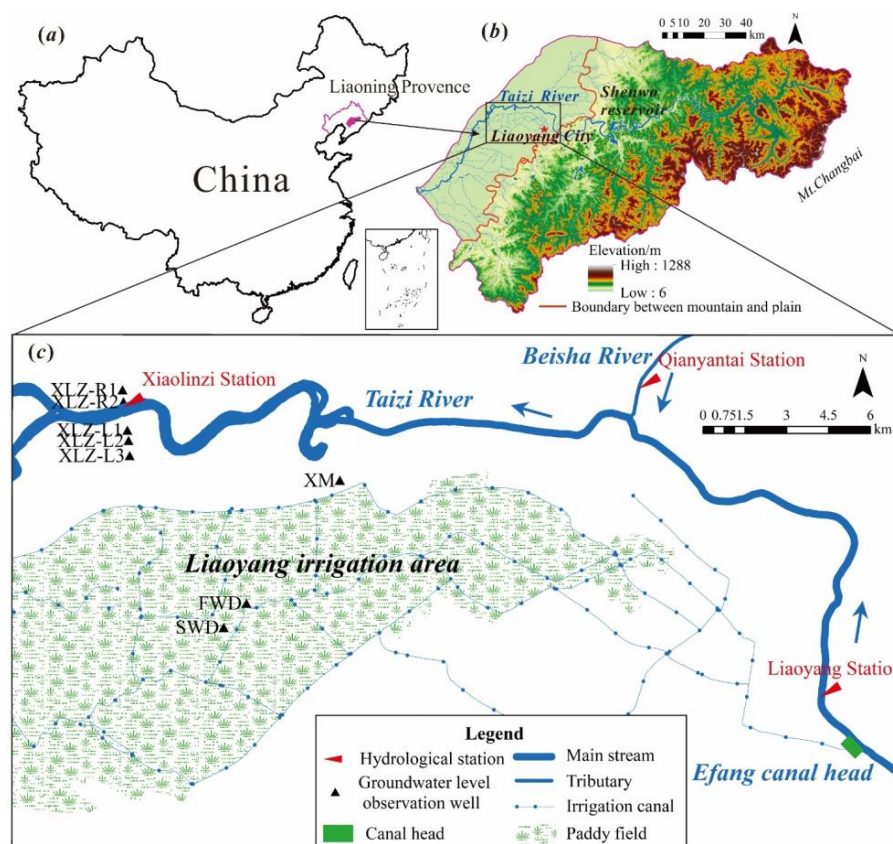 (a)
Liaoning Provence
China
(b)
0 5 10 20 30 40
km
N
Taizi River
Shenwa
reservoir
Liaoyang City
Mt.Changbai
Elevation/m
High : 1288
Low : 6
Boundary between mountain and plain
(c)
Beisha River
Qianyantai Station
N
XLZ-R1
XLZ-R2
Xiaolinzi Station
Taizi River
0 0.75 1.5 3 4.5 6
km
XLZ-L1
XLZ-L2
XLZ-L3
XM
Liaoyang irrigation area
FWD
SWD
Liaoyang Station
Efang canal head
Legend
Hydrological station
Main stream
Groundwater level
observation well
Tributary
Irrigation canal
Canal head
Paddy field